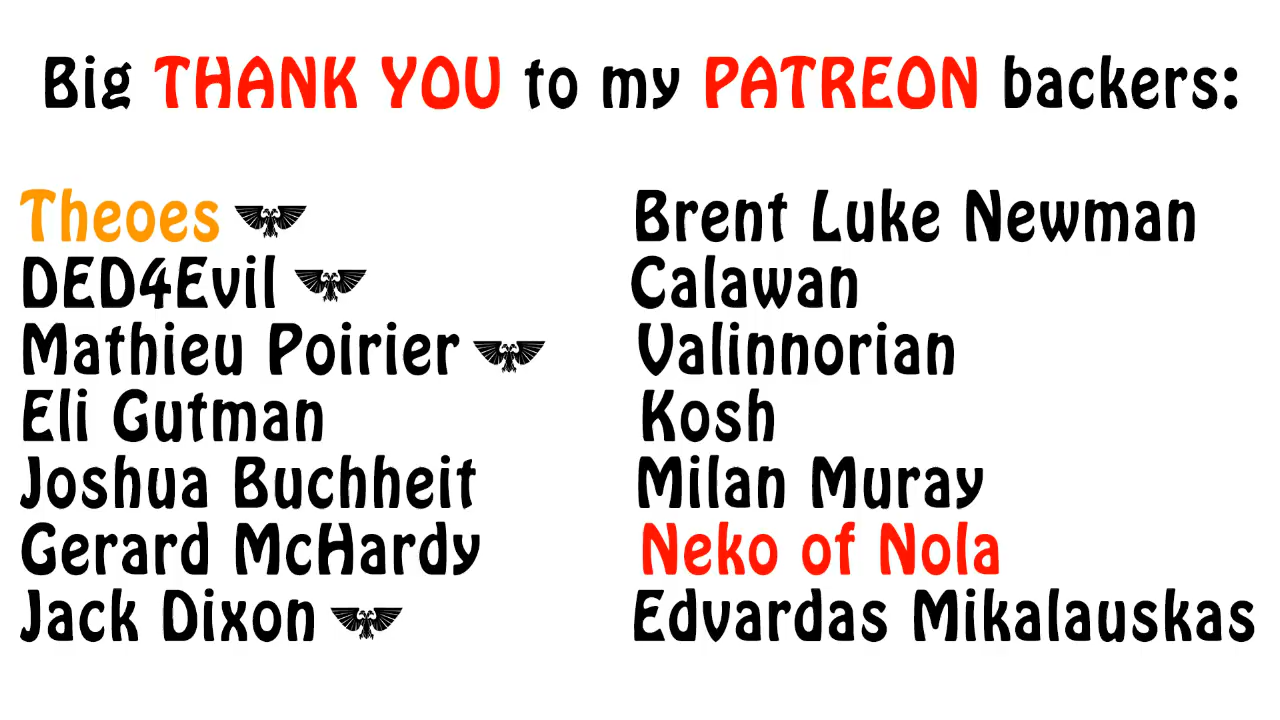 Big THANK YOU to my PATREON backers:
Theoes
DED4Evil
Mathieu Poirier
Eli Gutman
Joshua Buchheit
Gerard McHardy
Jack Dixon
Brent Luke Newman
Calawan
Valinnorian
Kosh
Milan Muray
Neko of Nola
Edvardas Mikalauskas